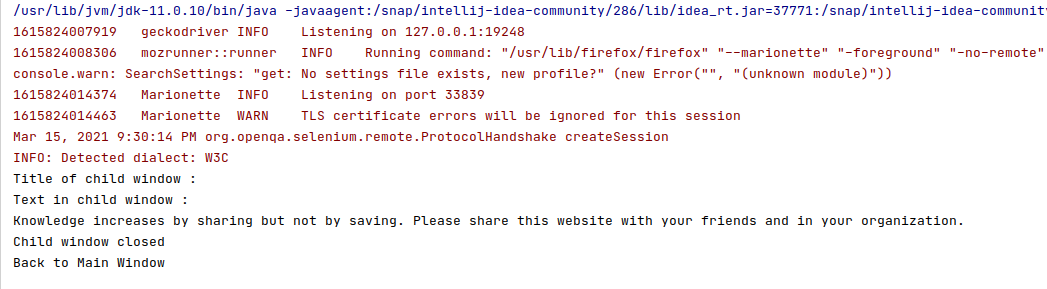 /usr/lib/jvm/jdk-11.0.10/bin/java -javaagent:/snap/intellij-idea-community/286/lib/idea_rt.jar=37771:/snap/intellij-idea-community
1615824007919   geckodriver INFO    Listening on 127.0.0.1:19248
1615824008306   mozrunner::runner   INFO    Running command: "/usr/lib/firefox/firefox" "--marionette" "-foreground" "-no-remote"
console.warn: SearchSettings: "get: No settings file exists, new profile?" (new Error("", "(unknown module)"))
1615824014374   Marionette  INFO    Listening on port 33839
1615824014463   Marionette  WARN    TLS certificate errors will be ignored for this session
Mar 15, 2021 9:30:14 PM org.openqa.selenium.remote.ProtocolHandshake createSession
INFO: Detected dialect: W3C
Title of child window :
Text in child window :
Knowledge increases by sharing but not by saving. Please share this website with your friends and in your organization.
Child window closed
Back to Main Window